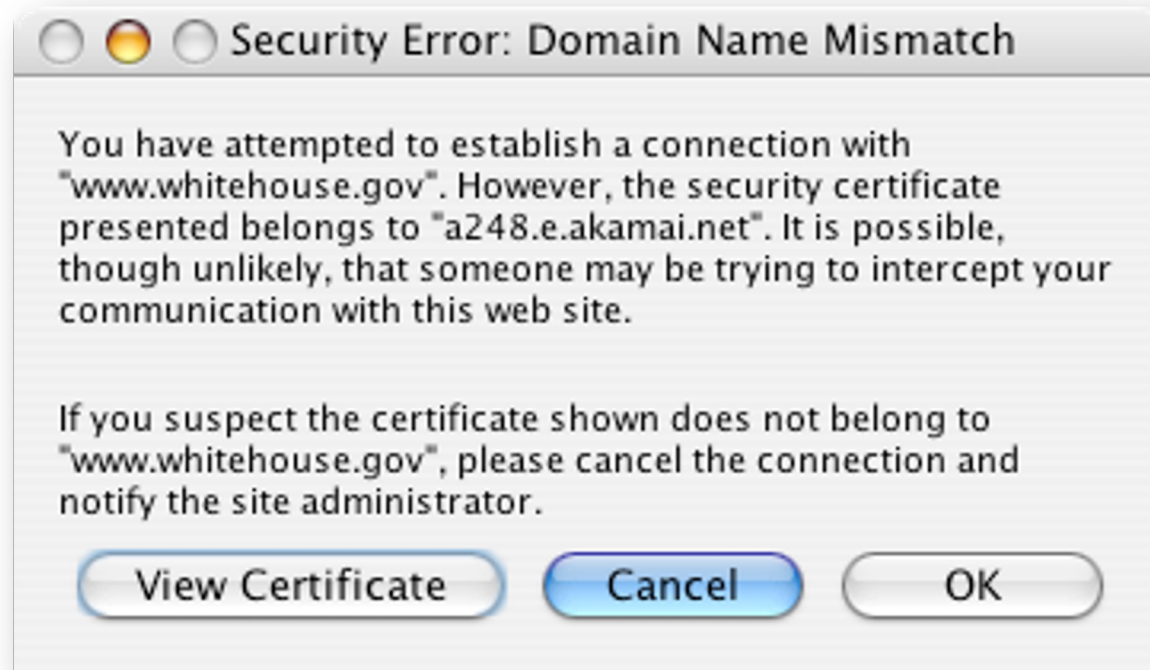 Security Error: Domain Name Mismatch
You have attempted to establish a connection with
"www.whitehouse.gov". However, the security certificate
presented belongs to "a248.e.akamai.net". It is possible,
though unlikely, that someone may be trying to intercept your
communication with this web site.
If you suspect the certificate shown does not belong to
"www.whitehouse.gov", please cancel the connection and
notify the site administrator.
View Certificate
Cancel
OK